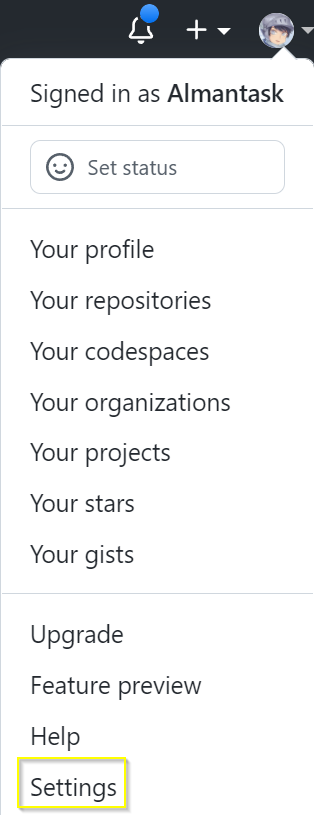 Signed in as Almantask
Set status
Your profile
Your repositories
Your codespaces
Your organizations
Your projects
Your stars
Your gists
Upgrade
Feature preview
Help
Settings